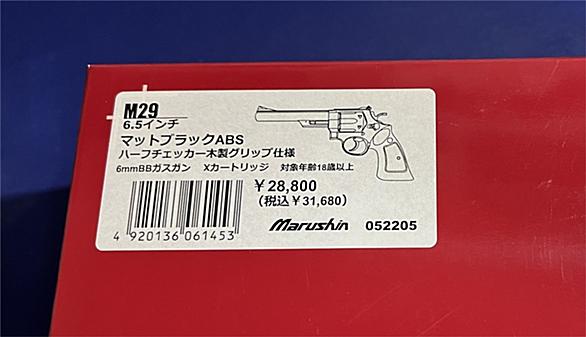 M29
6.5インチ
マットブラックABS
ハーフチェッカー木製グリップ仕様
6mmBBガスガン Xカートリッジ 対象年齢18歳以上
￥28,800
(税込￥31,680)
4 920136 061453
Marushin 052205